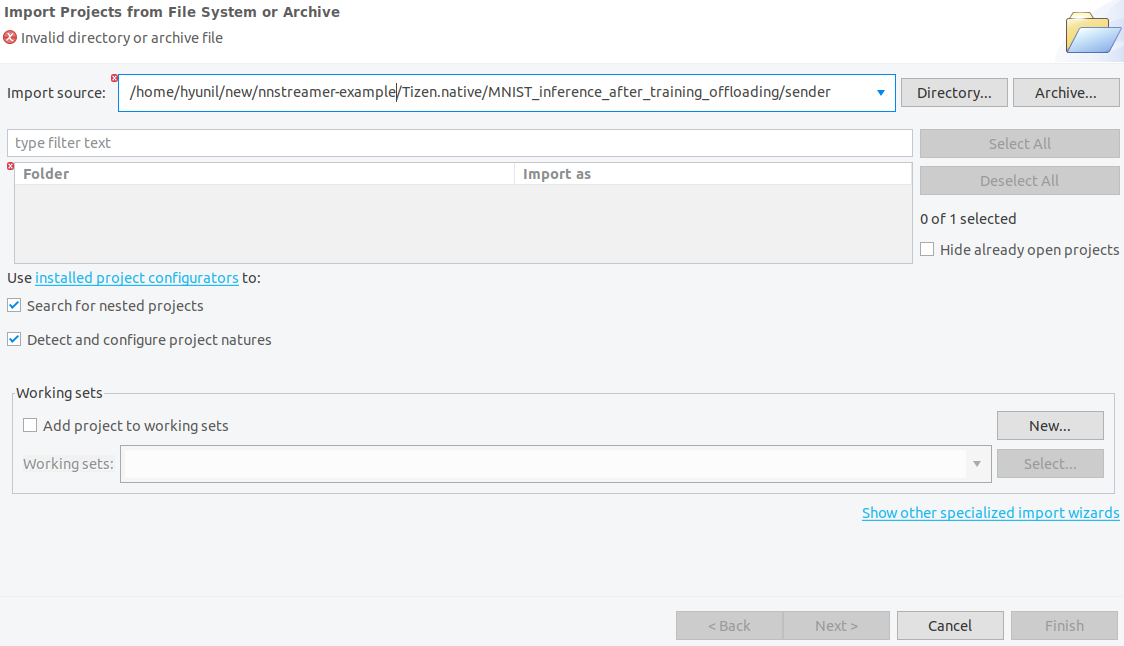 Import Projects from File System or Archive
Invalid directory or archive file
Import source: /home/hyunil/new/nnstreamer-example/Tizen.native/MNIST_inference_after_training_offloading/sender Directory... Archive...
type filter text Select All
Folder Import as
Deselect All
0 of 1 selected
Hide already open projects
Use installed project configurators to:
Search for nested projects
Detect and configure project natures
Working sets
Add project to working sets New...
Working sets: Select...
Show other specialized import wizards
< Back Next > Cancel Finish